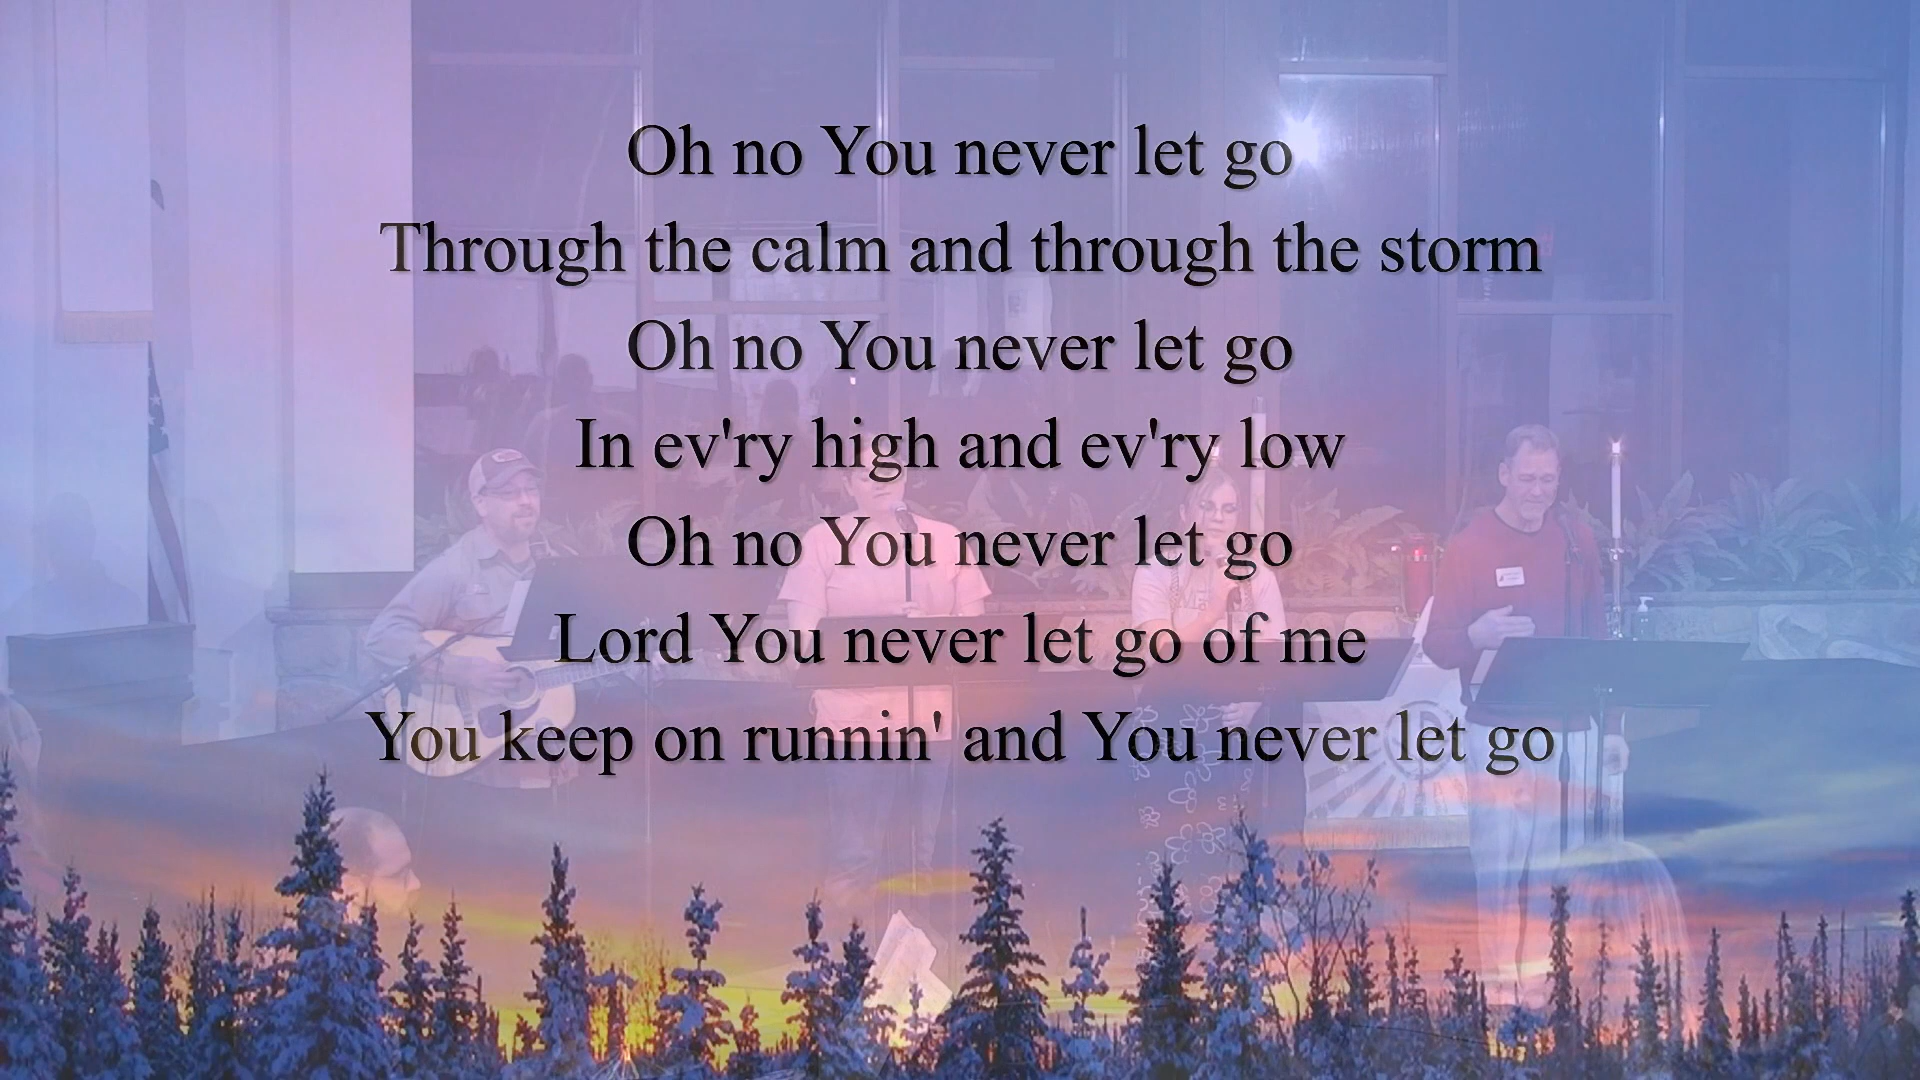 Oh no You never let go
Through the calm and through the storm
Oh no You never let go
In ev'ry high and ev'ry low
Oh no You never let go
Lord You never let go of me
You keep on runnin' and You never let go